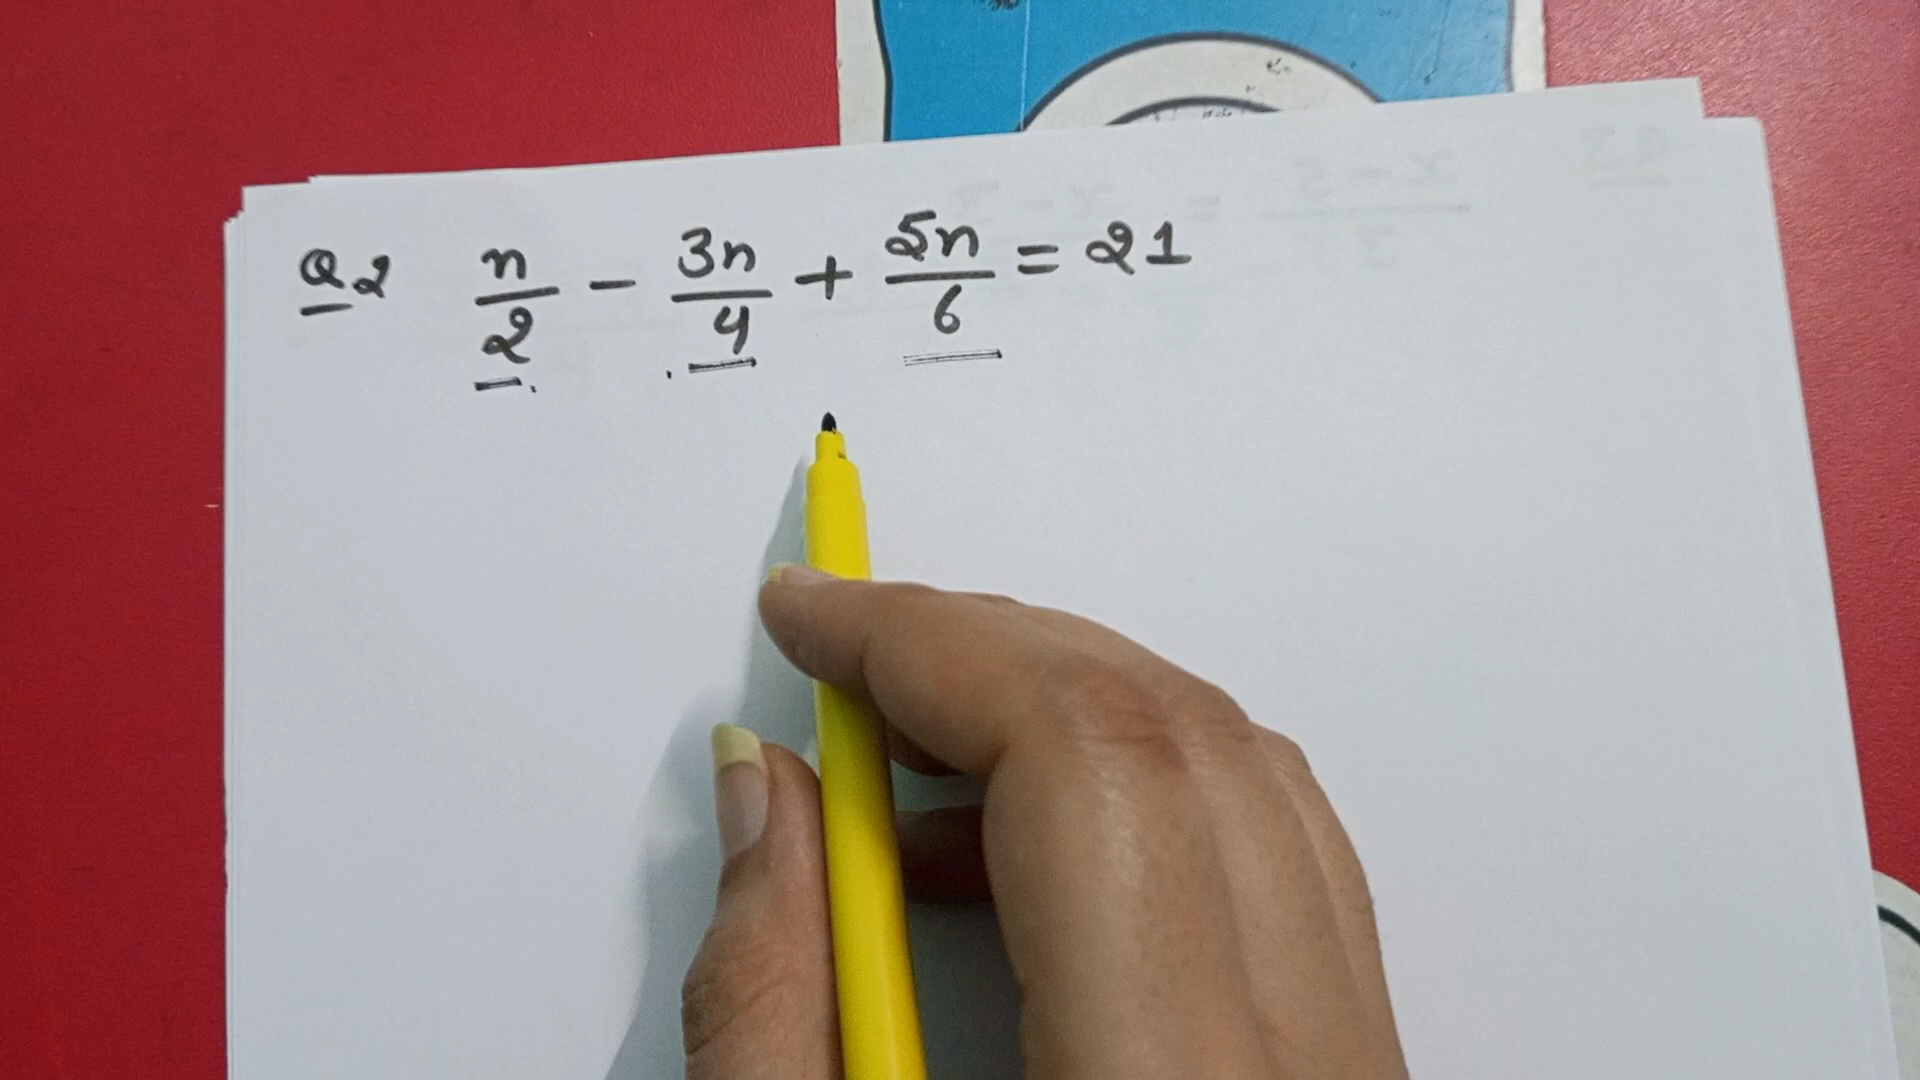 Q2 n/2 - 3n/4 + 5n/6 = 21